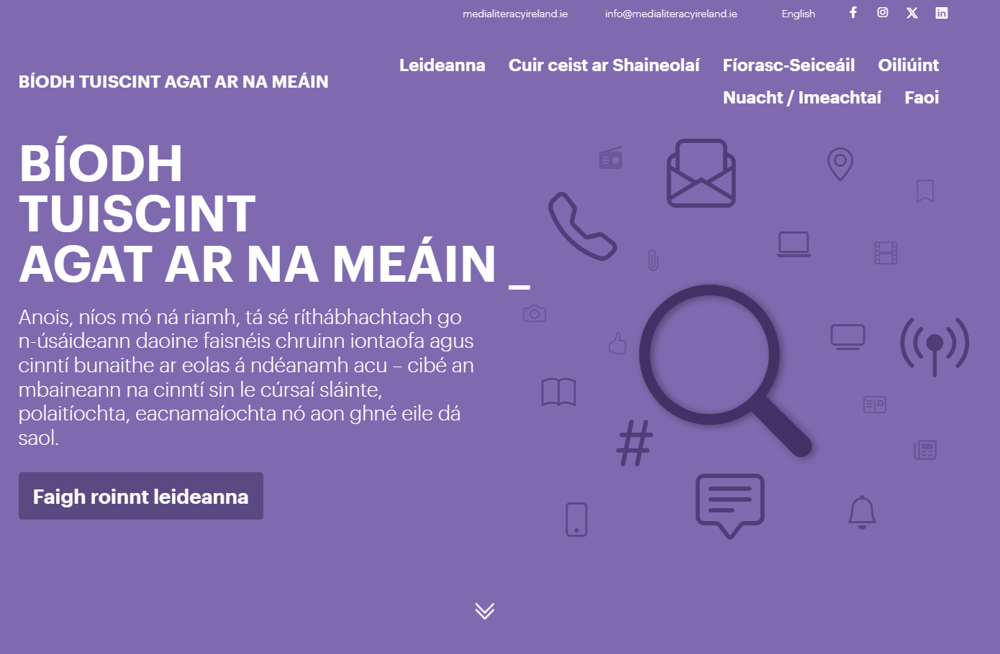 medialiteracyireland.ie info@medialiteracyireland.ie English
BÍODH TUISCINT AGAT AR NA MEÁIN
Leideanna Cuir ceist ar Shaineolaí Fíorasc-Seiceáil Oiliúint
Nuacht / Imeachtaí Faoi
BÍODH
TUISCINT
AGAT AR NA MEÁIN _
Anois, níos mó ná riamh, tá sé ríthábhachtach go
n-úsáideann daoine faisnéis chruinn iontaofa agus
cinntí bunaithe ar eolas á ndéanamh acu – cibé an
mbaineann na cinntí sin le cúrsaí sláinte,
polaitíochta, eacnamaíochta nó aon ghné eile dá
saol.
Faigh roinnt leideanna